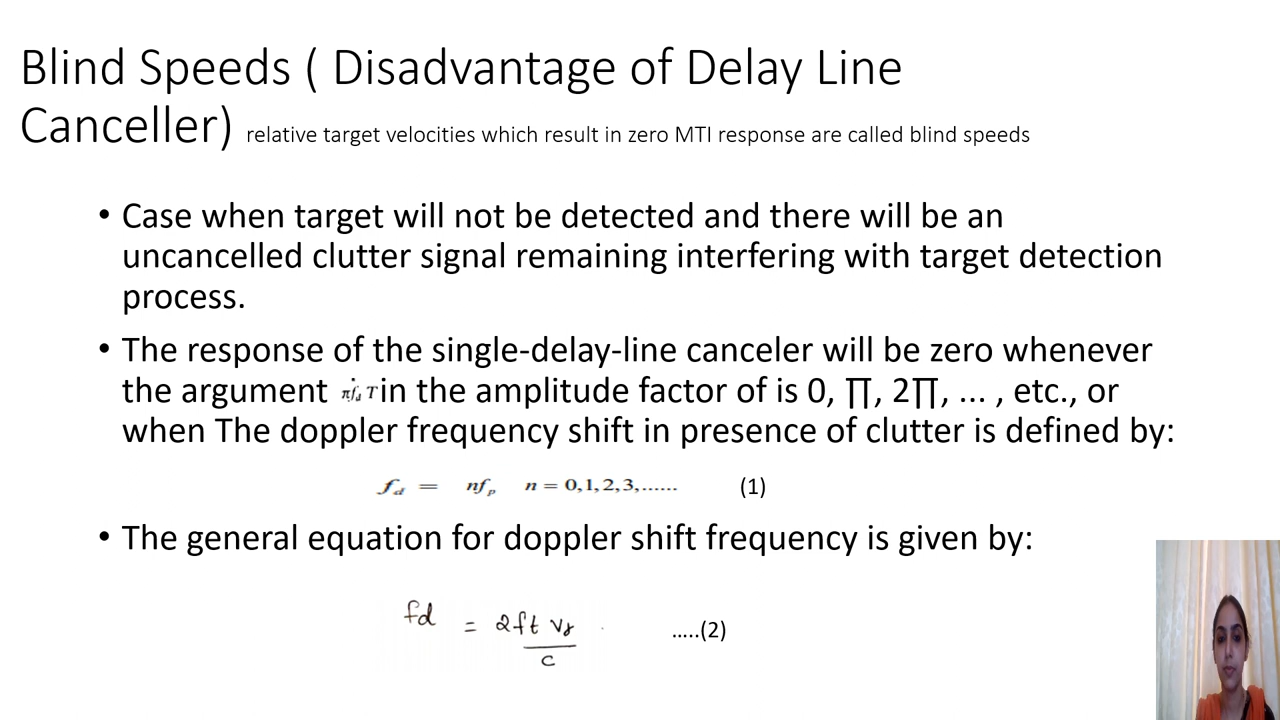 Blind Speeds ( Disadvantage of Delay Line
Canceller) relative target velocities which result in zero MTI response are called blind speeds
• Case when target will not be detected and there will be an
uncancelled clutter signal remaining interfering with target detection
process.
• The response of the single-delay-line canceler will be zero whenever
the argument πf_d T in the amplitude factor of is 0, ∏, 2∏, ... , etc., or
when The doppler frequency shift in presence of clutter is defined by:
f_d = nf_p n = 0,1,2,3,...... (1)
• The general equation for doppler shift frequency is given by:
fd = 2ft vr / c .....(2)